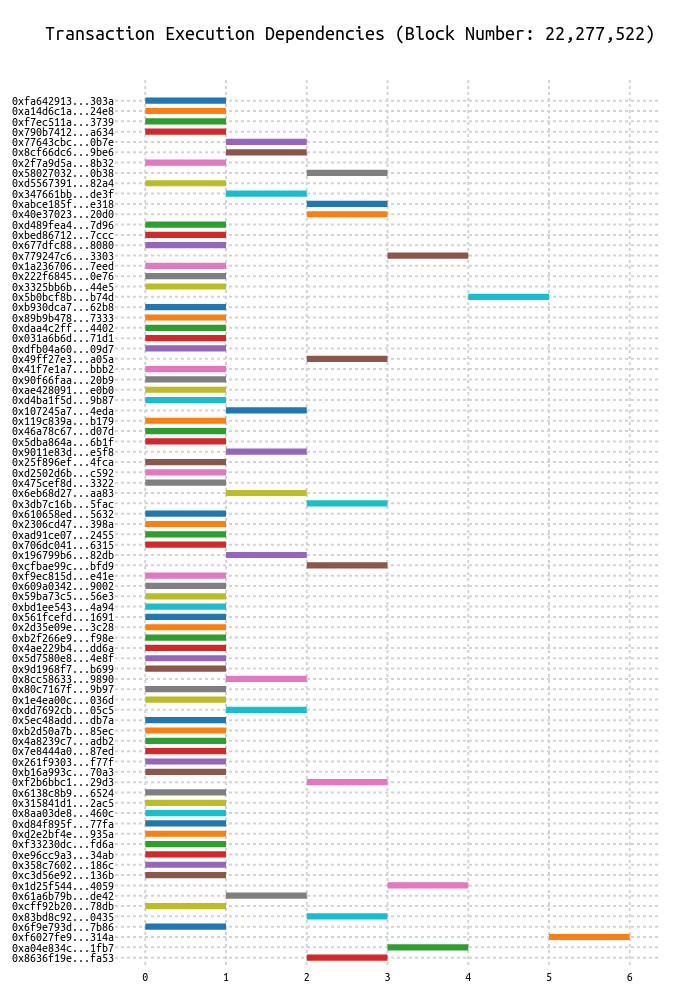 Transaction Execution Dependencies (Block Number: 22,277,522)
0xfa642913...303a
0xa14d6c1a...24e8
0xf7ec511a...3739
0x790b7412...a634
0x77643cbc...0b7e
0x8cf66dc6...9be6
0x2f7a9d5a...8b32
0x58027032...0b38
0xd5567391...82a4
0x347661bb...de3f
0xabce185f...e318
0x40e37023...20d0
0xd489fea4...7d96
0xbed86712...7ccc
0x677dfc88...8080
0x779247c6...3303
0x1a236706...7eed
0x222f6845...0e76
0x3325bb6b...44e5
0x5b0bcf8b...b74d
0xb930dca7...62b8
0x89b9b478...7333
0xdaa4c2ff...4402
0x031a6b6d...71d1
0xdfb04a60...09d7
0x49ff27e3...a05a
0x41f7e1a7...bbb2
0x90f66faa...20b9
0xae428091...e0b0
0xd4ba1f5d...9b87
0x107245a7...4eda
0x119c839a...b179
0x46a78c67...d07d
0x5dba864a...6b1f
0x9011e83d...e5f8
0x25f896ef...4fca
0xd2502d6b...c592
0x475cef8d...3322
0x6eb68d27...aa83
0x3db7c16b...5fac
0x610658ed...5632
0x2306cd47...398a
0xad91ce07...2455
0x706dc041...6315
0x196799b6...82db
0xcfbae99c...bfd9
0xf9ec815d...e41e
0x609a0342...9002
0x59ba73c5...56e3
0xbd1ee543...4a94
0x561fcefd...1691
0x2d35e09e...3c28
0xb2f266e9...f98e
0x4ae229b4...dd6a
0x5d7580e8...4e8f
0x9d1968f7...b699
0x8cc58633...9890
0x80c7167f...9b97
0x1e4ea00c...036d
0xdd7692cb...05c5
0x5ec48add...db7a
0xb2d50a7b...85ec
0x4a8239c7...adb2
0x7e8444a0...87ed
0x261f9303...f77f
0xb16a993c...70a3
0xf2b6bbc1...29d3
0x6138c8b9...6524
0x315841d1...2ac5
0x8aa03de8...460c
0xd84f895f...77fa
0xd2e2bf4e...935a
0xf33230dc...fd6a
0xe96cc9a3...34ab
0x358c7602...186c
0xc3d56e92...136b
0x1d25f544...4059
0x61a6b79b...de42
0xcff92b20...78db
0x83bd8c92...0435
0x6f9e793d...7b86
0xf6027fe9...314a
0xa04e834c...1fb7
0x8636f19e...fa53
0 1 2 3 4 5 6